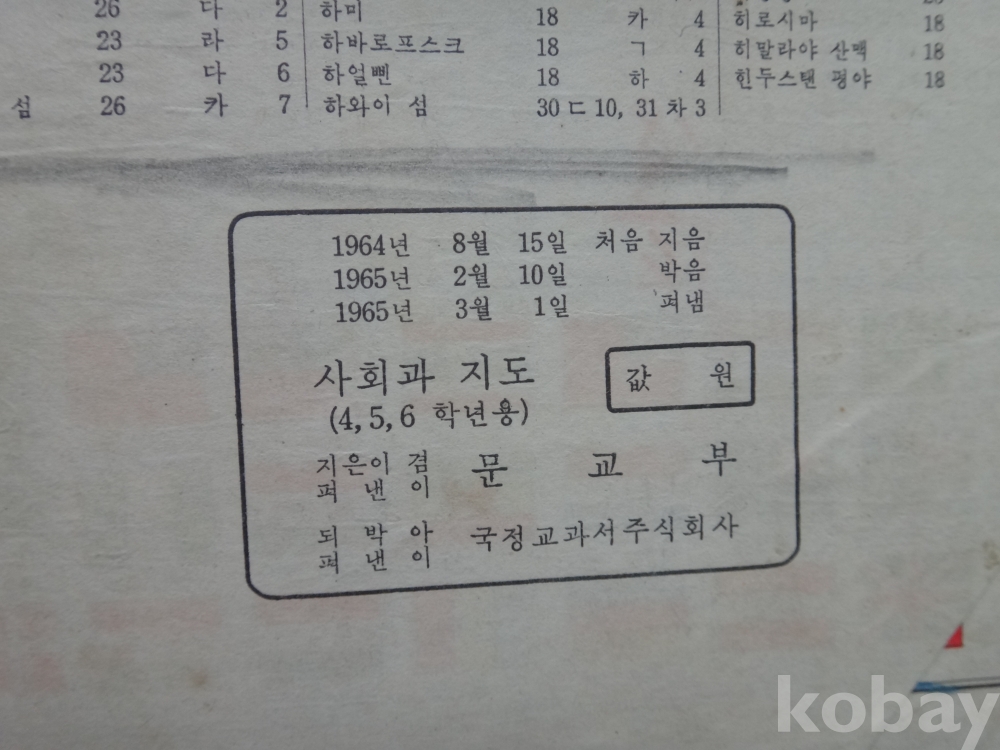 26 다 2 하미 18 카 4 히로시마 18
23 라 5 하바로프스크 18 ㄱ 4 히말라야 산맥 18
23 다 6 하얼삔 18 하 4 힌두스탠 평야 18
섬 26 카 7 하와이 섬 30 ㄷ 10, 31 차 3
1964년 8월 15일 처음 지음
1965년 2월 10일 박음
1965년 3월 1일 펴냄
사회과 지도
(4, 5, 6 학년용)
값 원
지은이 겸
펴 낸 이
문 교 부
되 박 아
펴 낸 이
국정교과서주식회사
kobay